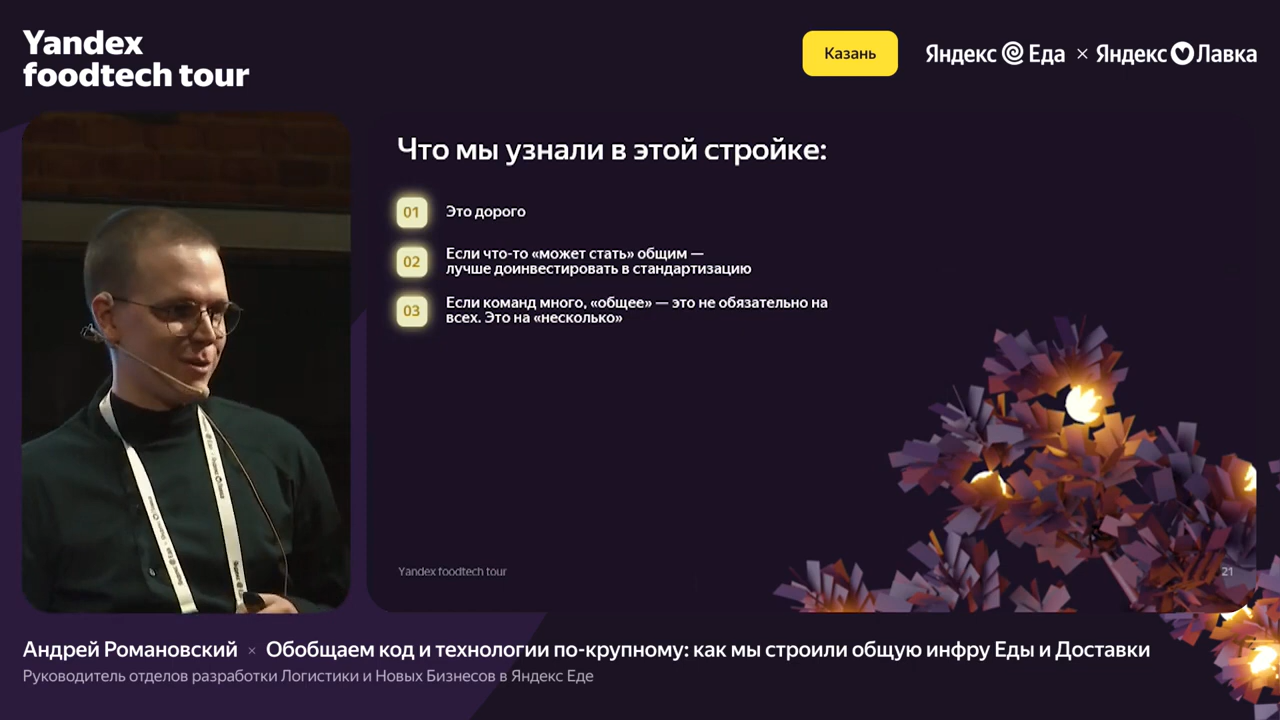 Yandex
foodtech tour
Казань
Яндекс Еда × Яндекс Лавка
Что мы узнали в этой стройке:
01
Это дорого
02
Если что-то «может стать» общим —
лучше доинвестировать в стандартизацию
03
Если команд много, «общее» — это не обязательно на
всех. Это на «несколько»
Yandex foodtech tour
21
Андрей Романовский × Обобщаем код и технологии по-крупному: как мы строили общую инфру Еды и Доставки
Руководитель отделов разработки Логистики и Новых Бизнесов в Яндекс Еде